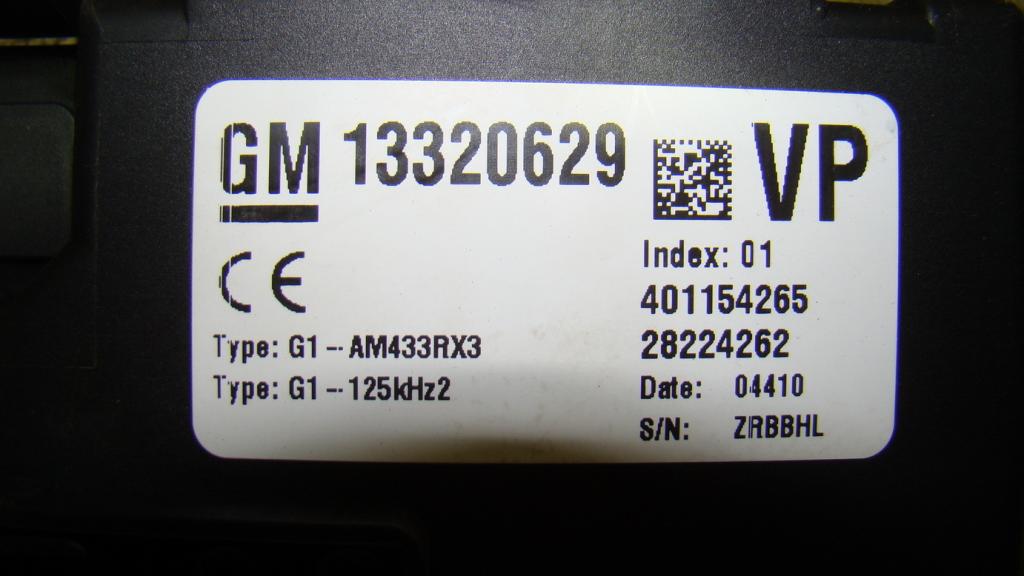 GM 13320629 VP
CE
Index: 01
401154265
28224262
Type: G1-AM433RX3
Type: G1-125kHz2
Date: 04410
S/N: ZRBBHL